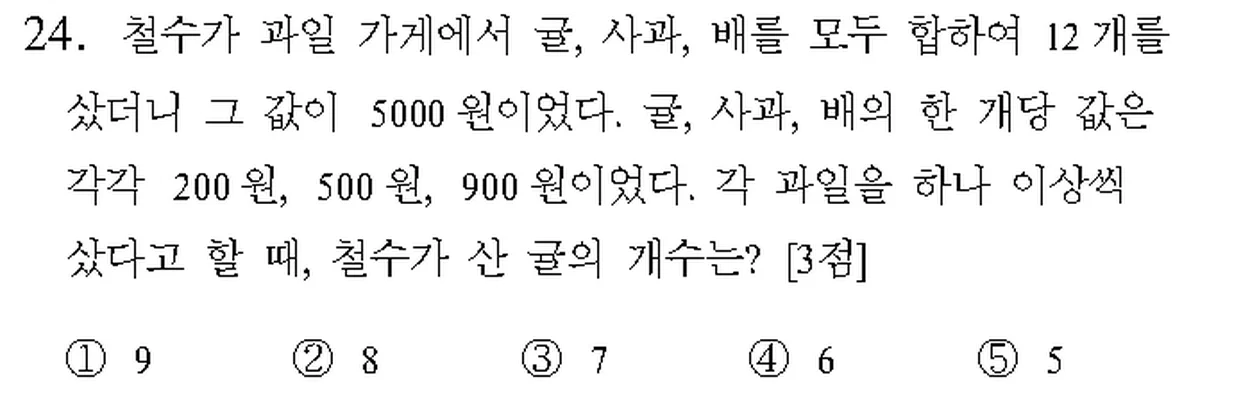 24. 철수가 과일 가게에서 귤, 사과, 배를 모두 합하여 12 개를
샀더니 그 값이 5000 원이었다. 귤, 사과, 배의 한 개당 값은
각각 200 원, 500 원, 900 원이었다. 각 과일을 하나 이상씩
샀다고 할 때, 철수가 산 귤의 개수는? [3점]
① 9 ② 8 ③ 7 ④ 6 ⑤ 5